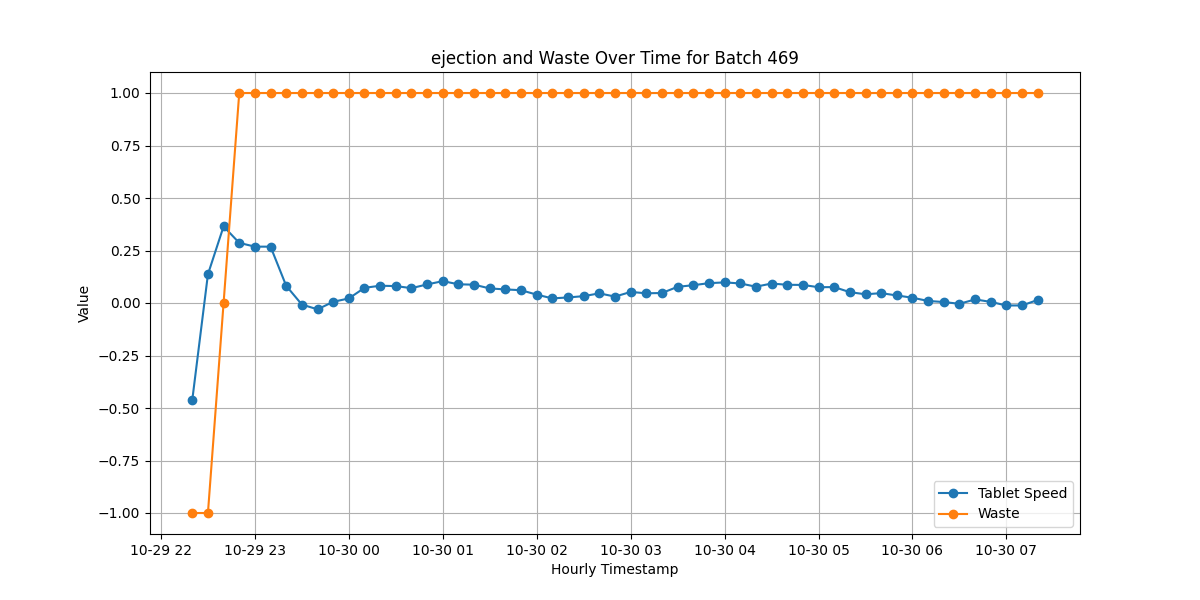 ejection and Waste Over Time for Batch 469
Value
1.00
0.75
0.50
0.25
0.00
−0.25
−0.50
−0.75
−1.00
Tablet Speed
Waste
10-29 22 10-29 23 10-30 00 10-30 01 10-30 02 10-30 03 10-30 04 10-30 05 10-30 06 10-30 07
Hourly Timestamp